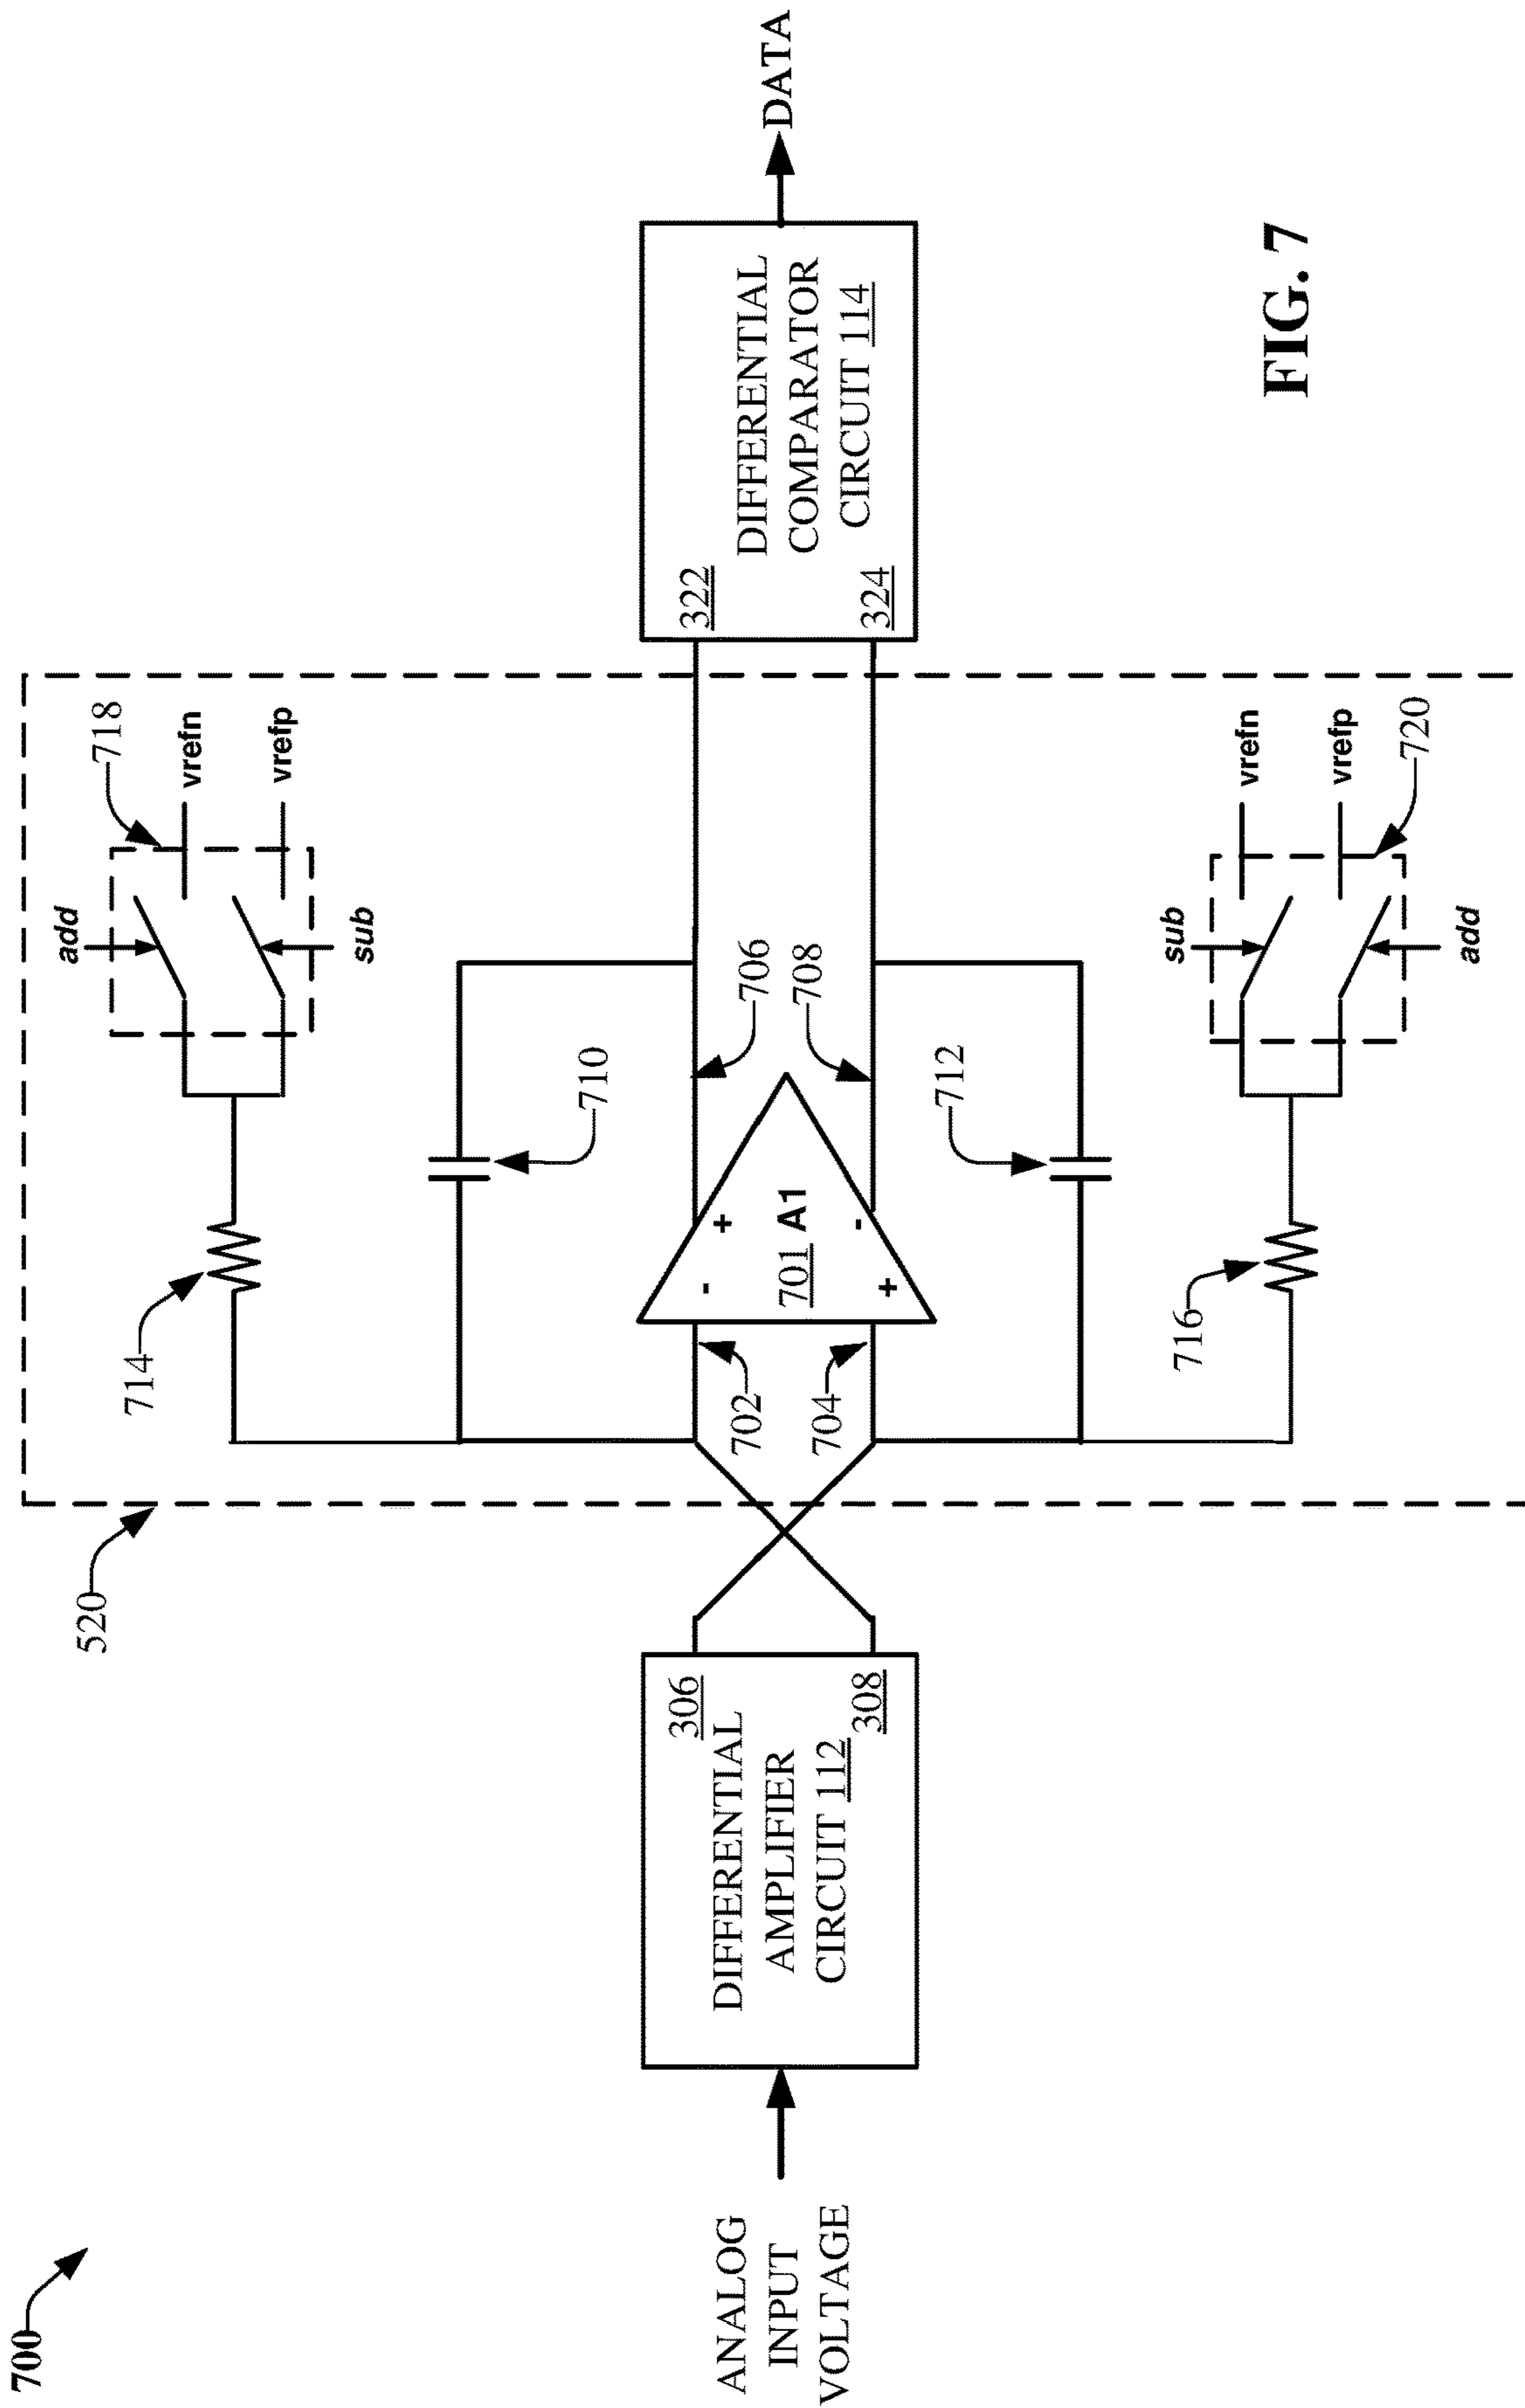 700
520
714
add
718
vrefn
vrefp
sub
710
706
702
701 A1
-
+
+
-
704
708
712
716
sub
vrefn
vrefp
add
720
ANALOG
INPUT
VOLTAGE
306
DIFFERENTIAL
AMPLIFIER
CIRCUIT 112
308
322
DIFFERENTIAL
COMPARATOR
CIRCUIT 114
324
DATA
FIG. 7